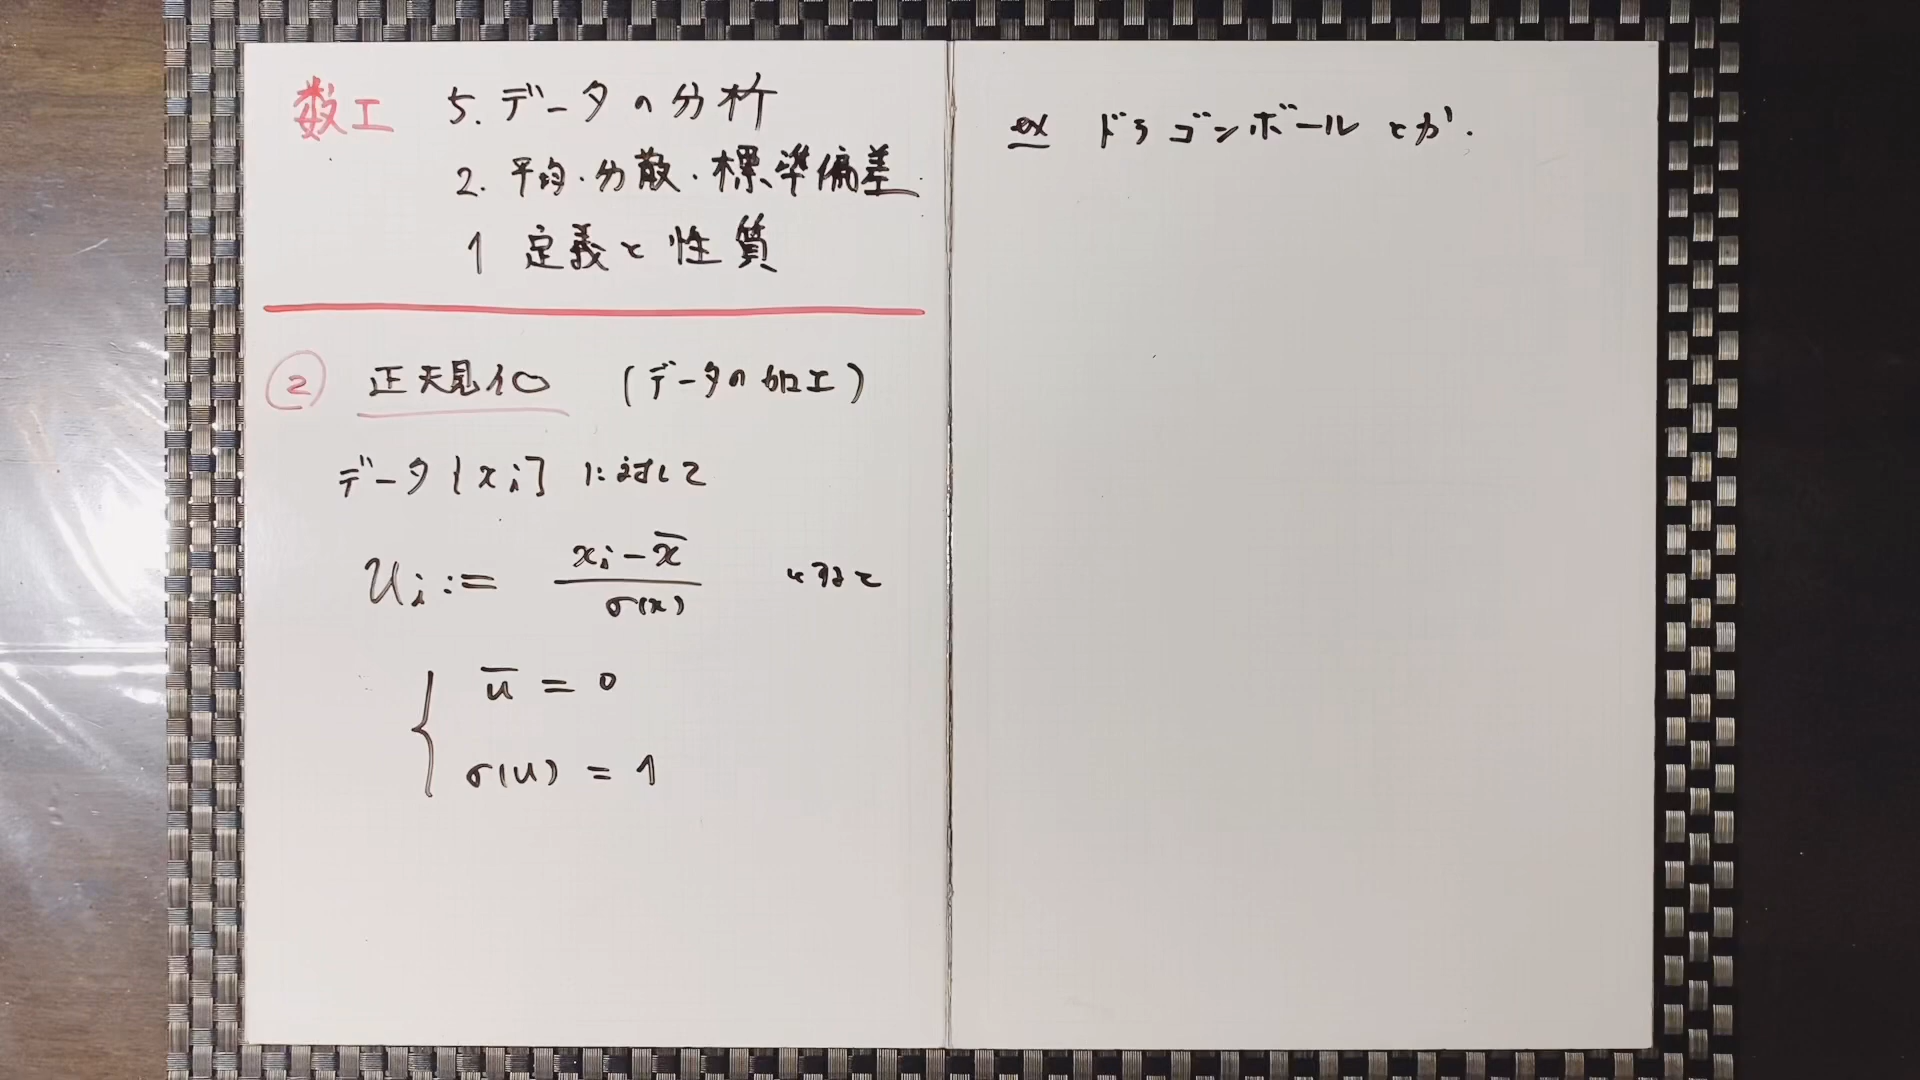 数工 5. データの分析
2. 平均・分散・標準偏差
1 定義と性質
② 正規化 (データの加工)
データ{xi}に対して
ui := (xi - x̄)/σ(x) とすると
ū = 0
σ(u) = 1
ex ドラゴンボールとか.